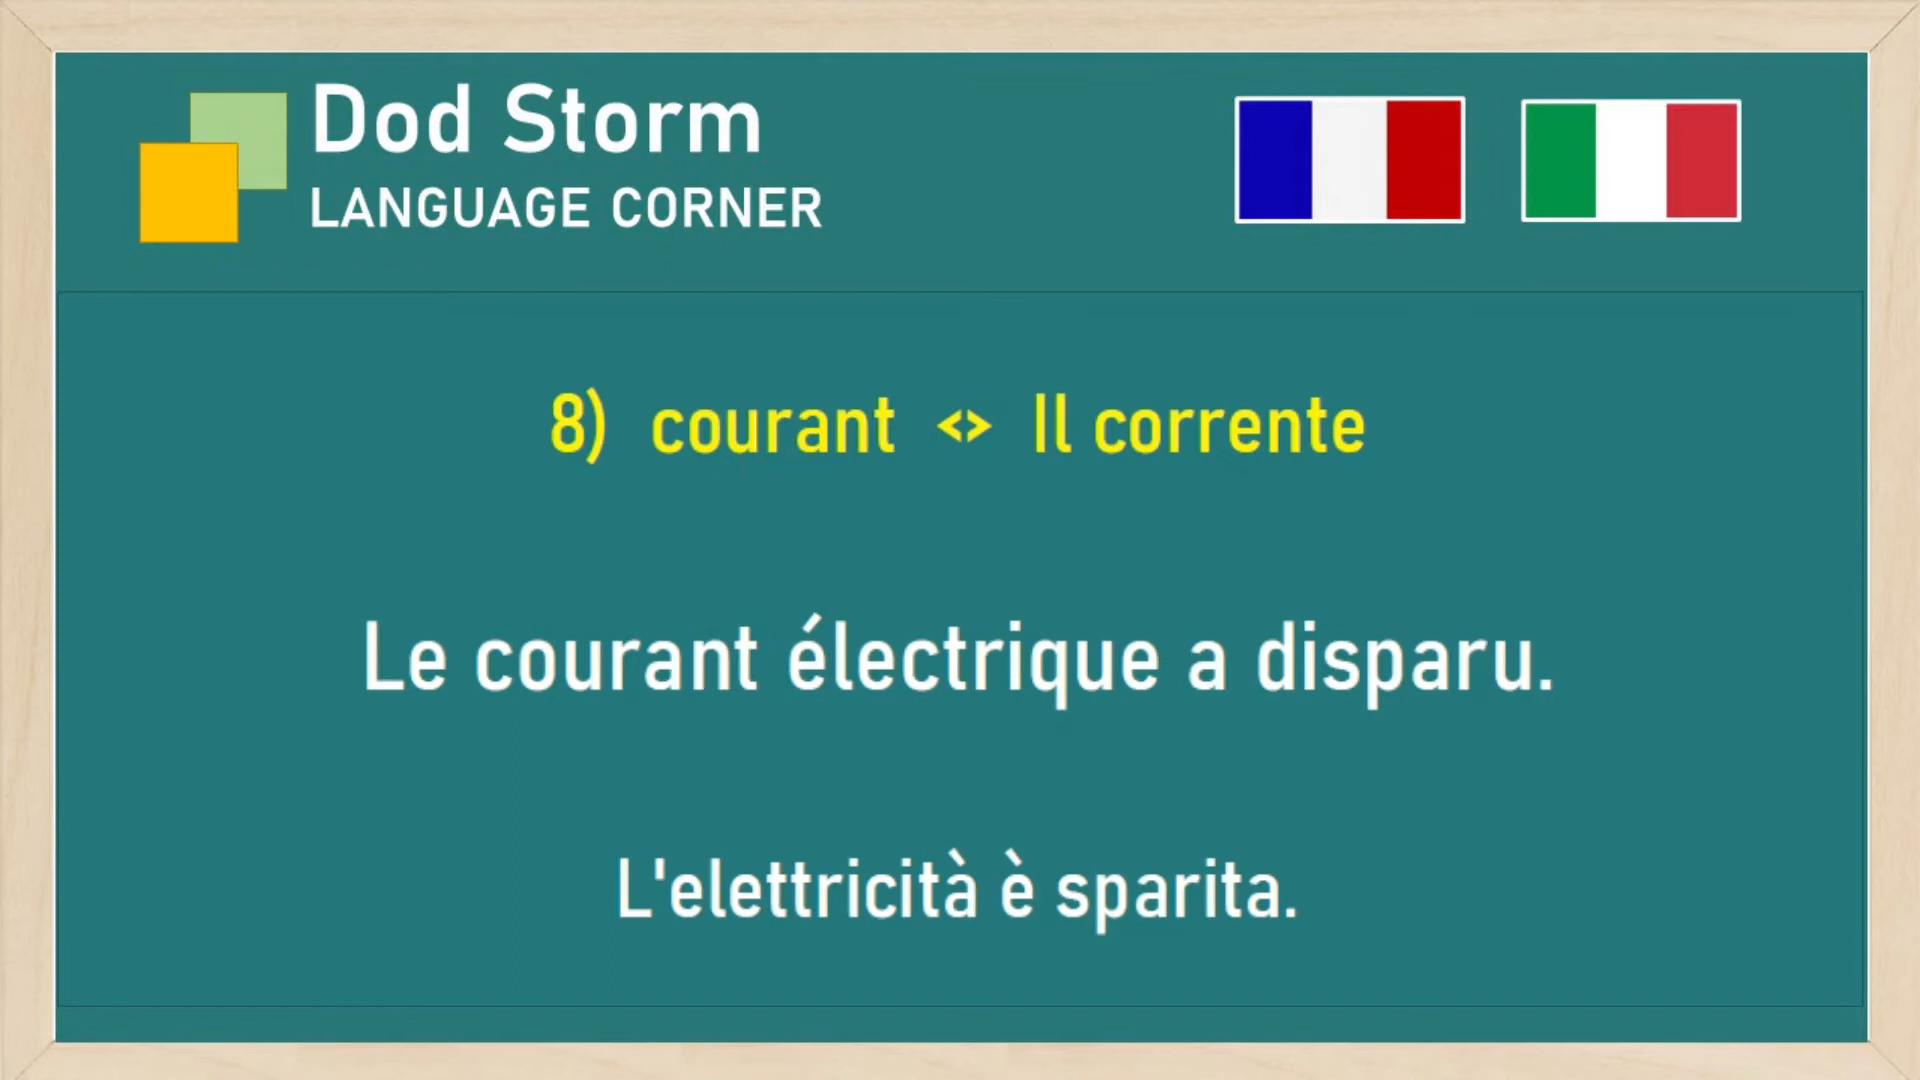 Dod Storm
LANGUAGE CORNER
8) courant <> Il corrente
Le courant électrique a disparu.
L'elettricità è sparita.